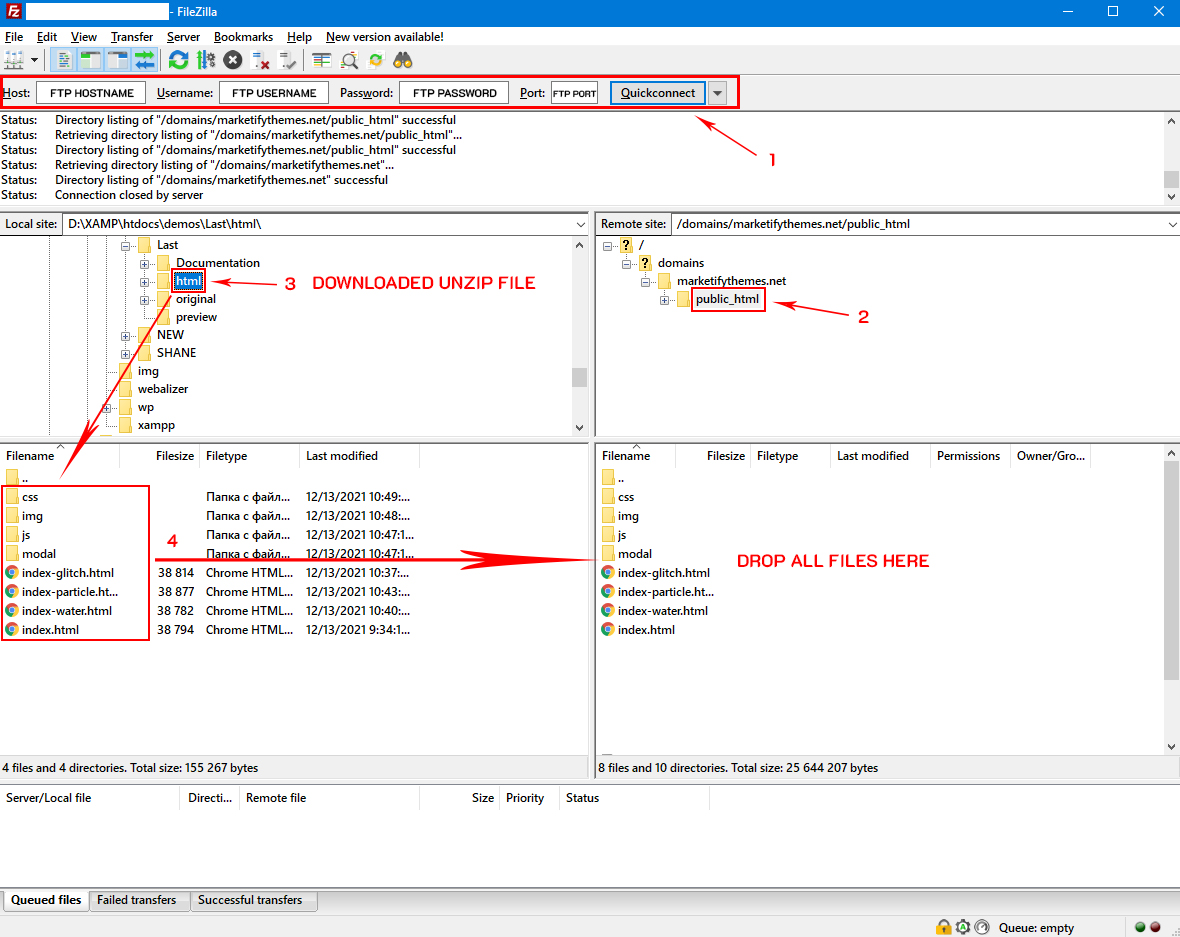 - FileZilla
File Edit View Transfer Server Bookmarks Help New version available!
Host: FTP HOSTNAME Username: FTP USERNAME Password: FTP PASSWORD Port: FTP PORT Quickconnect
Status: Directory listing of "/domains/marketifythemes.net/public_html" successful
Status: Retrieving directory listing of "/domains/marketifythemes.net/public_html"...
Status: Directory listing of "/domains/marketifythemes.net/public_html" successful
Status: Retrieving directory listing of "/domains/marketifythemes.net"...
Status: Directory listing of "/domains/marketifythemes.net" successful
Status: Connection closed by server
1
Local site: D:\XAMP\htdocs\demos\Last\html\
Last
Documentation
html
original
preview
NEW
SHANE
img
webalizer
wp
xampp
3 DOWNLOADED UNZIP FILE
Remote site: /domains/marketifythemes.net/public_html
? /
? domains
marketifythemes.net
public_html
2
Filename Filesize Filetype Last modified
..
css Папка с файл... 12/13/2021 10:49:...
img Папка с файл... 12/13/2021 10:48:...
js Папка с файл... 12/13/2021 10:47:1...
modal Папка с файл... 12/13/2021 10:47:1...
index-glitch.html 38 814 Chrome HTML... 12/13/2021 10:37:...
index-particle.ht... 38 877 Chrome HTML... 12/13/2021 10:43:...
index-water.html 38 782 Chrome HTML... 12/13/2021 10:40:...
index.html 38 794 Chrome HTML... 12/13/2021 9:34:1...
4
4 files and 4 directories. Total size: 155 267 bytes
Filename Filesize Filetype Last modified Permissions Owner/Gro...
..
css
img
js
modal
index-glitch.html
index-particle.ht...
index-water.html
index.html
DROP ALL FILES HERE
8 files and 10 directories. Total size: 25 644 207 bytes
Server/Local file Directi... Remote file Size Priority Status
Queued files Failed transfers Successful transfers
Queue: empty